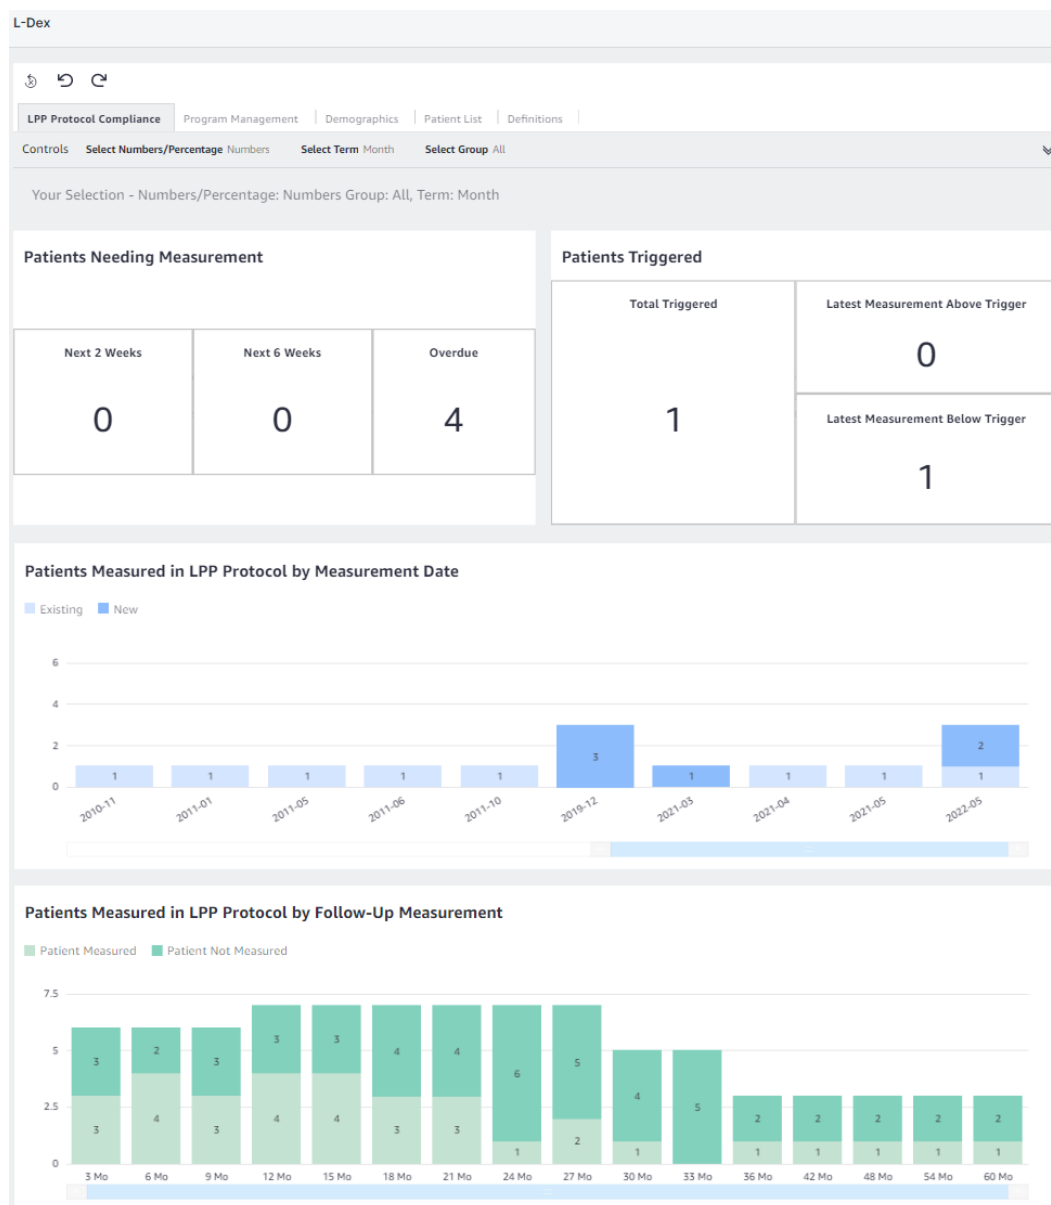 L-Dex
LPP Protocol Compliance Program Management Demographics Patient List Definitions
Controls Select Numbers/Percentage Numbers Select Term Month Select Group All
Your Selection - Numbers/Percentage: Numbers Group: All, Term: Month
Patients Needing Measurement
Next 2 Weeks Next 6 Weeks Overdue
0 0 4
Patients Triggered
Total Triggered
1
Latest Measurement Above Trigger
0
Latest Measurement Below Trigger
1
Patients Measured in LPP Protocol by Measurement Date
Existing New
6
4
2
0
3 2
1 1 1 1 1 1 1 1 1
2010-11 2011-01 2011-05 2011-06 2011-10 2019-12 2021-03 2021-04 2021-05 2022-05
Patients Measured in LPP Protocol by Follow-Up Measurement
Patient Measured Patient Not Measured
7.5
5
2.5
0
3 2 3 3 3 4 4 6 5 4 5 2 2 2 2 2
3 4 3 4 4 3 3 1 2 1 1 1 1 1 1
3 Mo 6 Mo 9 Mo 12 Mo 15 Mo 18 Mo 21 Mo 24 Mo 27 Mo 30 Mo 33 Mo 36 Mo 42 Mo 48 Mo 54 Mo 60 Mo